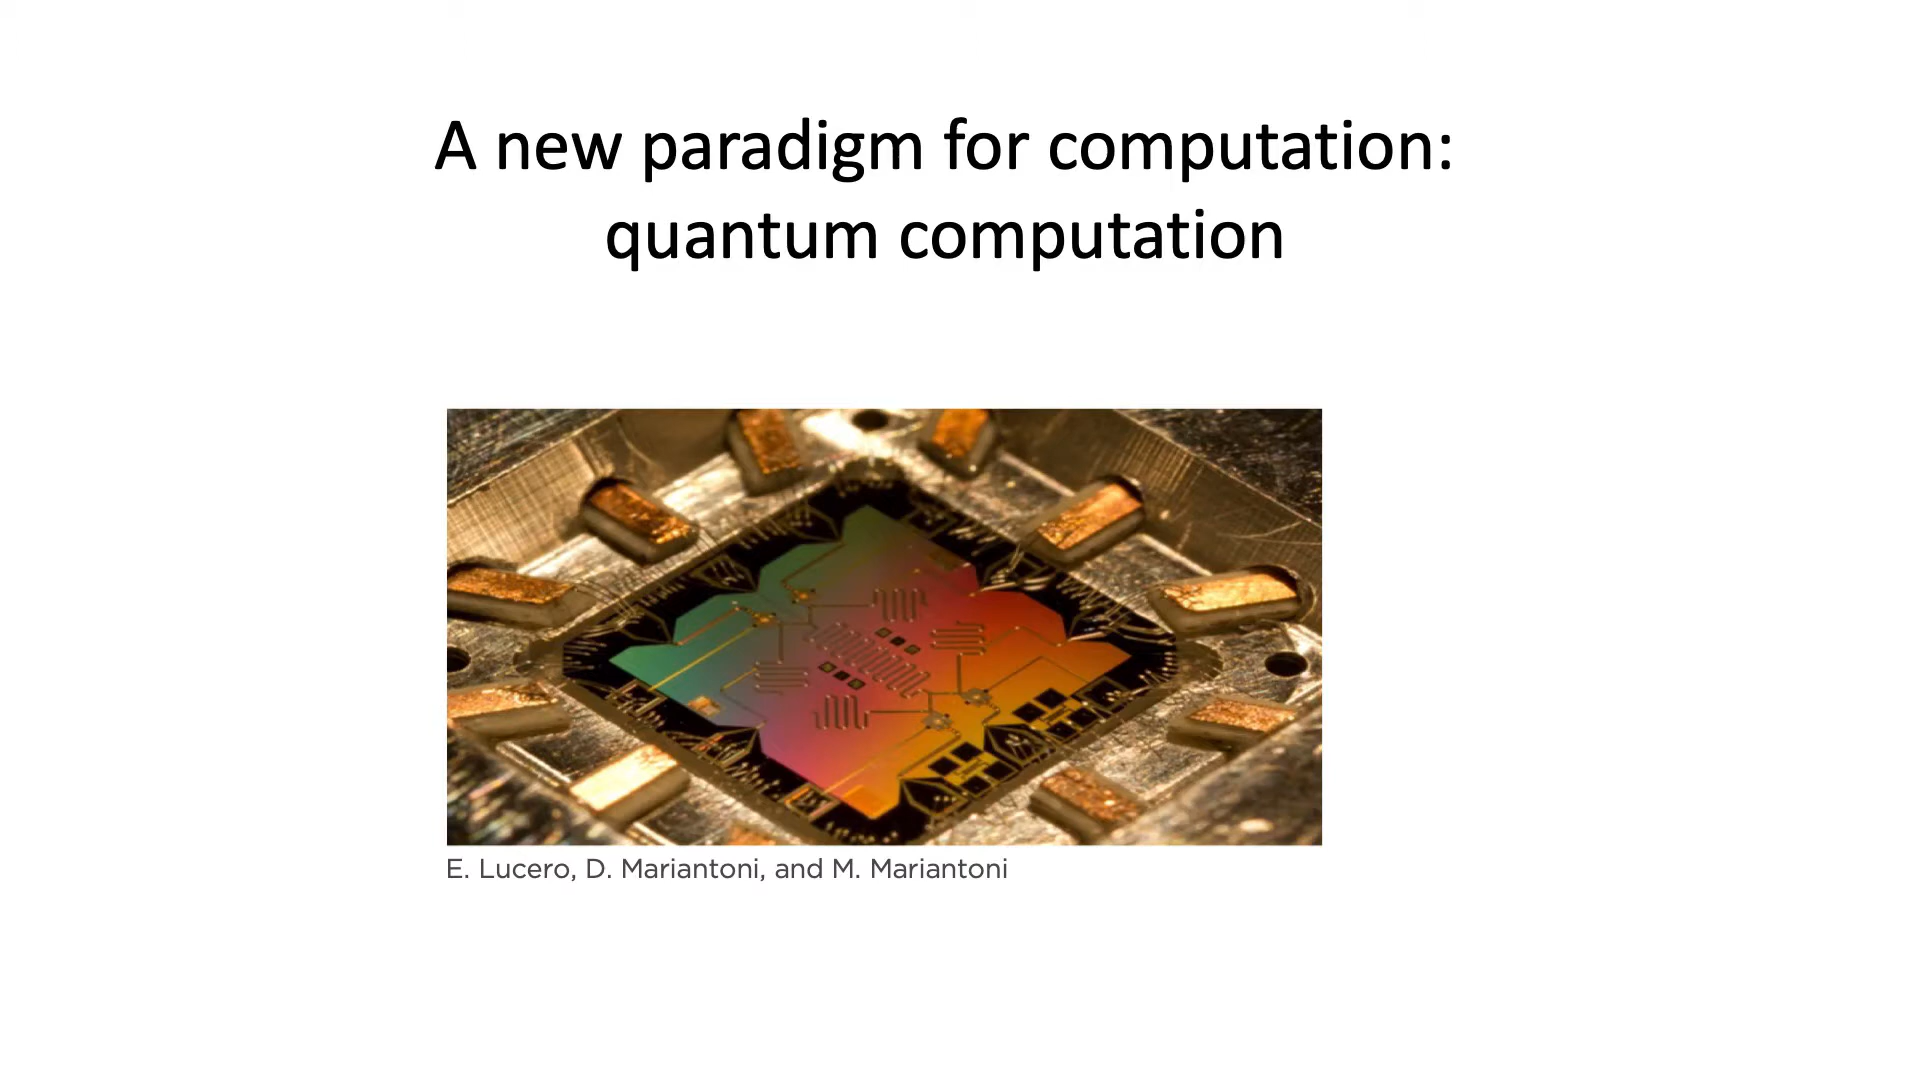 A new paradigm for computation:
quantum computation
E. Lucero, D. Mariantoni, and M. Mariantoni